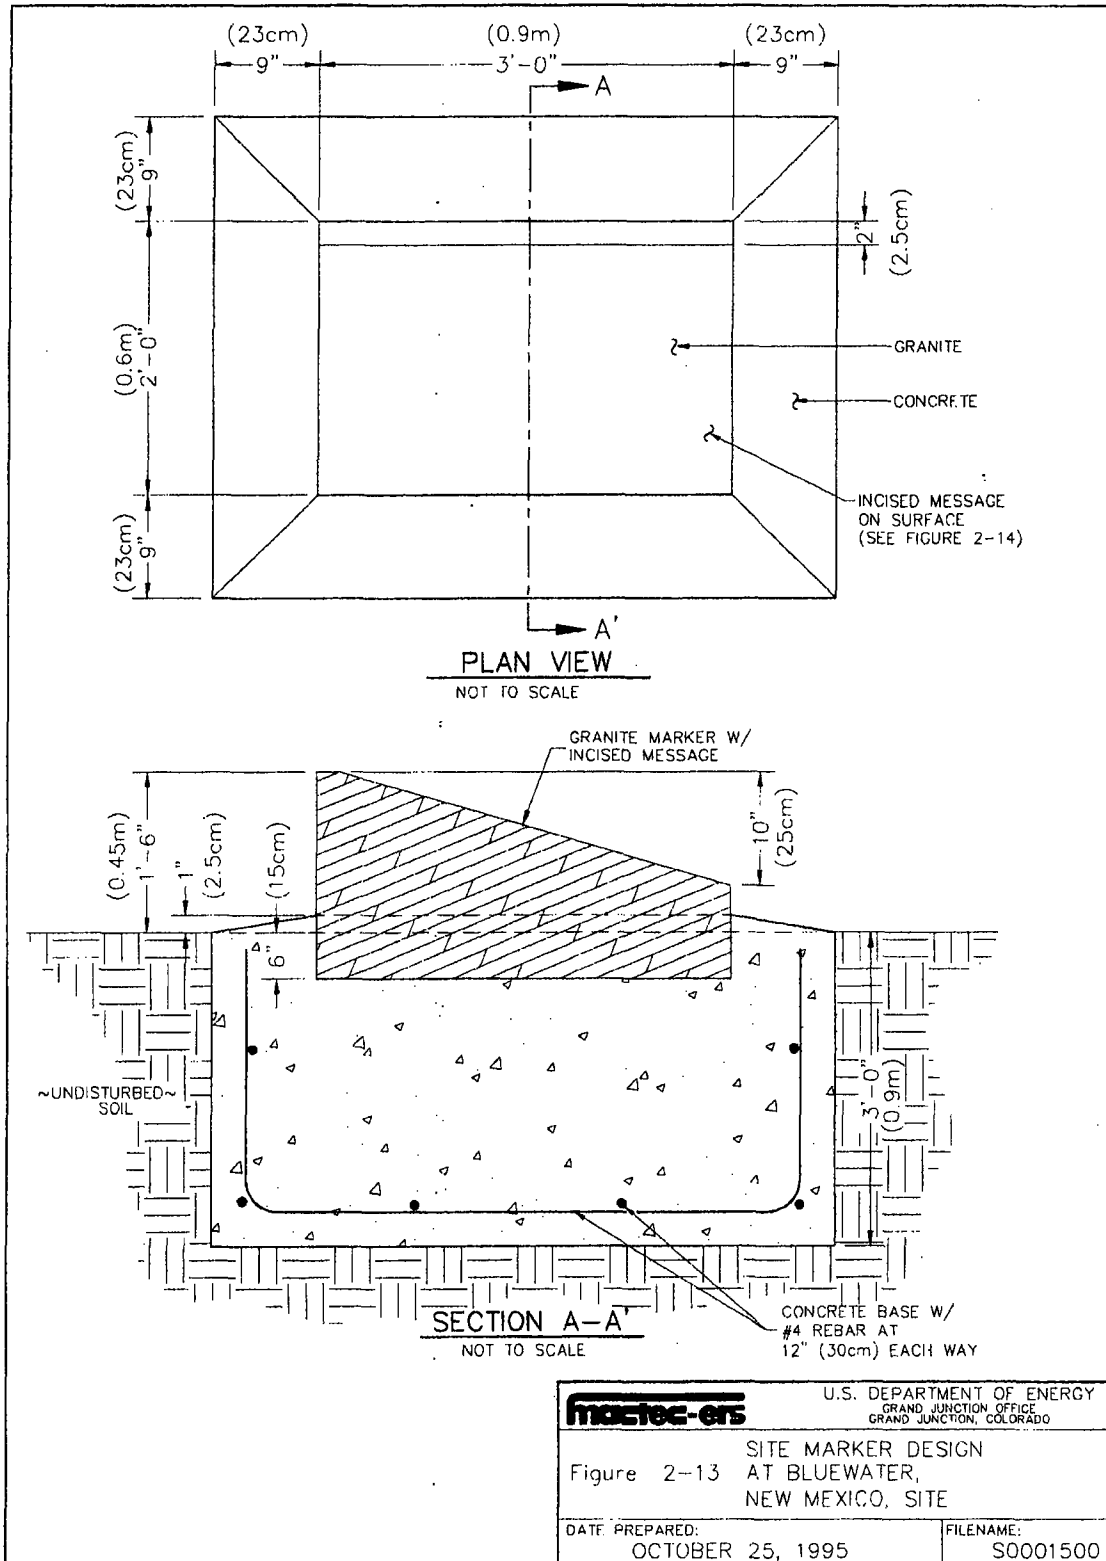 (23cm)
9"
(0.9m)
3'-0"
(23cm)
9"
A
(23cm)
9"
2"
(2.5cm)
(0.6m)
2'-0"
GRANITE
CONCRETE
INCISED MESSAGE
ON SURFACE
(SEE FIGURE 2-14)
(23cm)
9"
A'
PLAN VIEW
NOT TO SCALE
GRANITE MARKER W/
INCISED MESSAGE
(0.45m)
1'-6"
1"
(2.5cm)
(15cm)
6"
10"
(25cm)
~UNDISTURBED~
SOIL
3'-0"
(0.9m)
SECTION A-A'
NOT TO SCALE
CONCRETE BASE W/
#4 REBAR AT
12" (30cm) EACH WAY
mactec-ers
U.S. DEPARTMENT OF ENERGY
GRAND JUNCTION OFFICE
GRAND JUNCTION, COLORADO
Figure 2-13
SITE MARKER DESIGN
AT BLUEWATER,
NEW MEXICO, SITE
DATE PREPARED:
OCTOBER 25, 1995
FILENAME:
S0001500